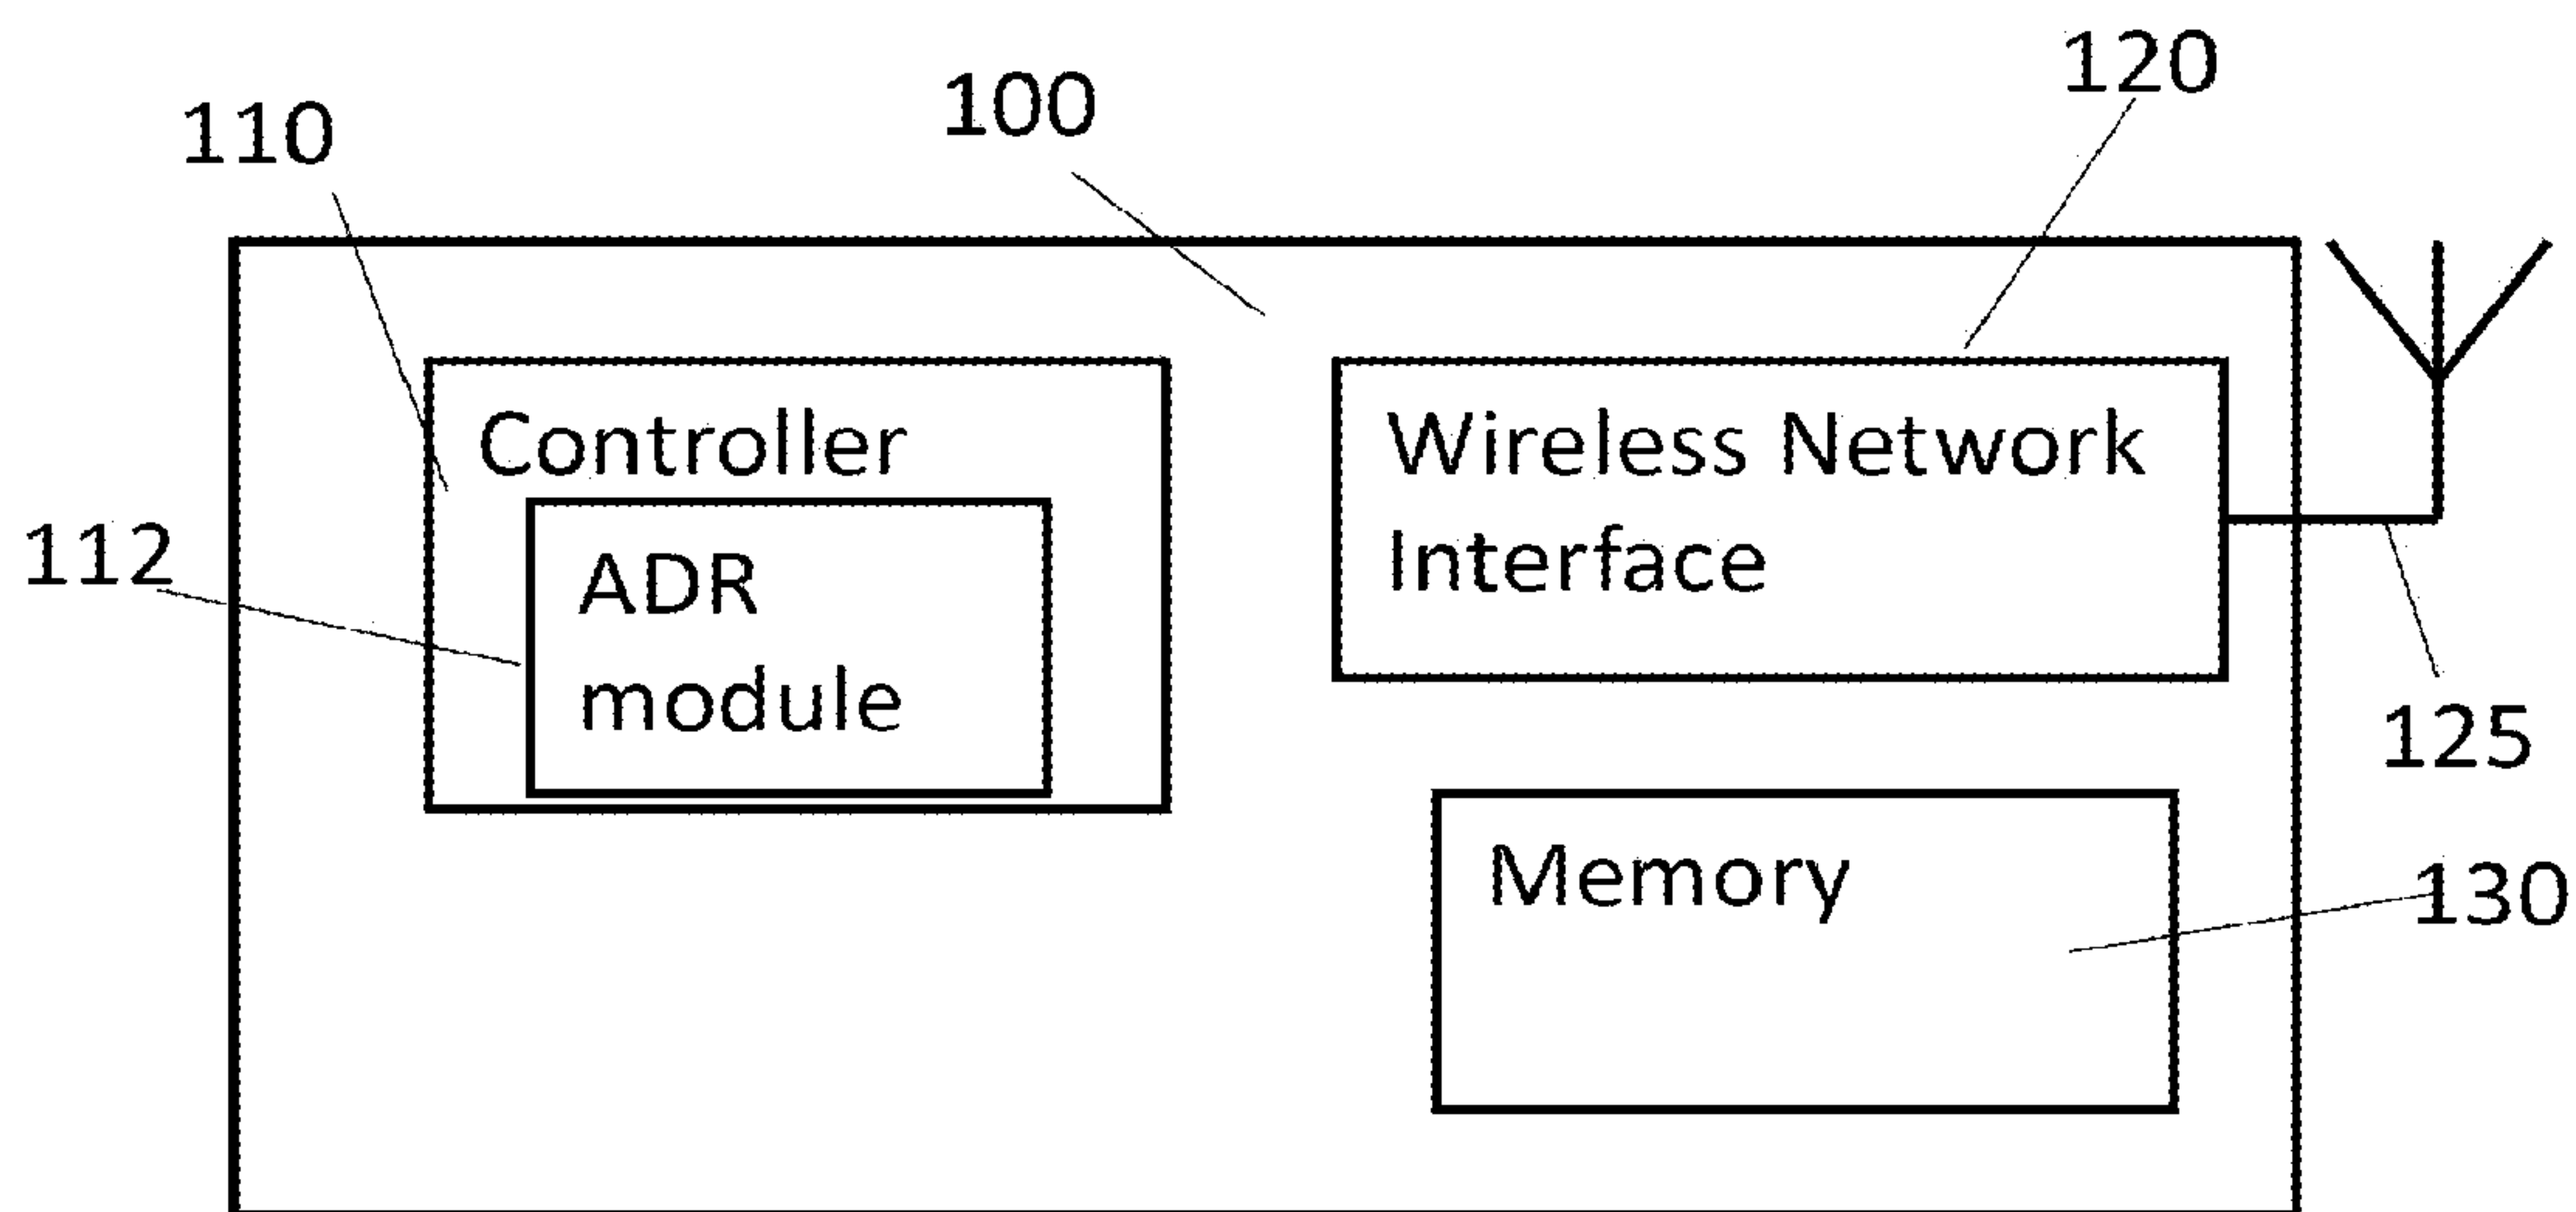 120
100
110
Controller
Wireless Network
Interface
ADR
module
112
125
Memory
130